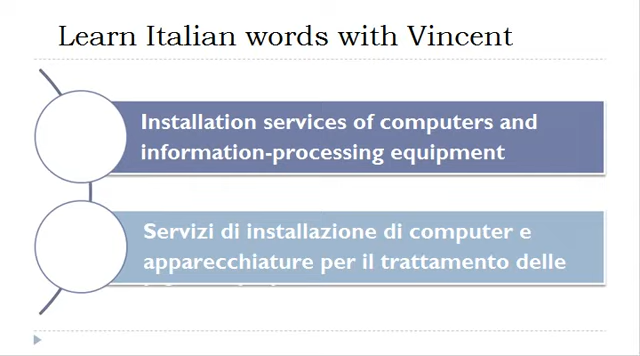 Learn Italian words with Vincent
Installation services of computers and
information-processing equipment
Servizi di installazione di computer e
apparecchiature per il trattamento delle